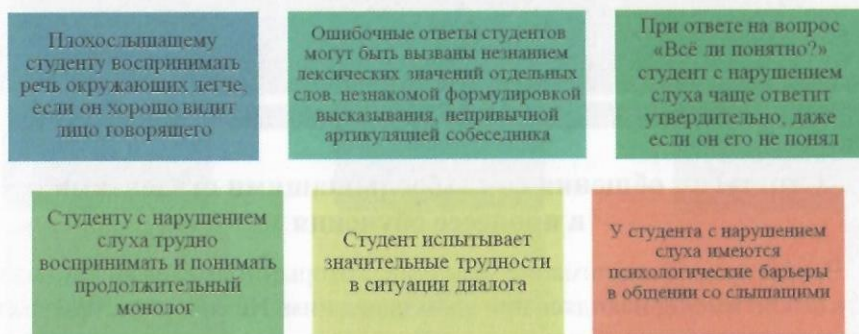 Плохослышащему
студенту воспринимать
речь окружающих легче,
если он хорошо видит
лицо говорящего
Ошибочные ответы студентов
могут быть вызваны незнанием
лексических значений отдельных
слов, незнакомой формулировкой
высказывания, непривычной
артикуляцией собеседника
При ответе на вопрос
«Всё ли понятно?»
студент с нарушением
слуха чаще ответит
утвердительно, даже
если он его не понял
Студенту с нарушением
слуха трудно
воспринимать и понимать
продолжительный
монолог
Студент испытывает
значительные трудности
в ситуации диалога
У студента с нарушением
слуха имеются
психологические барьеры
в общении со слышащими